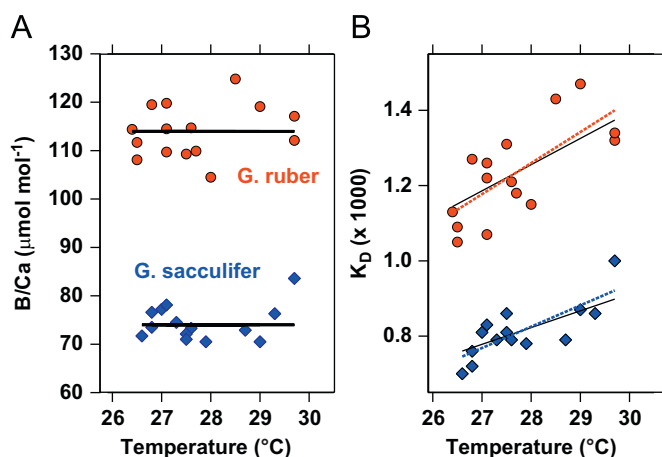 A
B
130
120
110
100
90
80
70
60
B/Ca (μmol mol⁻¹)
G. ruber
G. sacculifer
26 27 28 29 30
Temperature (°C)
1.4
1.2
1.0
0.8
K_D (x 1000)
26 27 28 29 30
Temperature (°C)